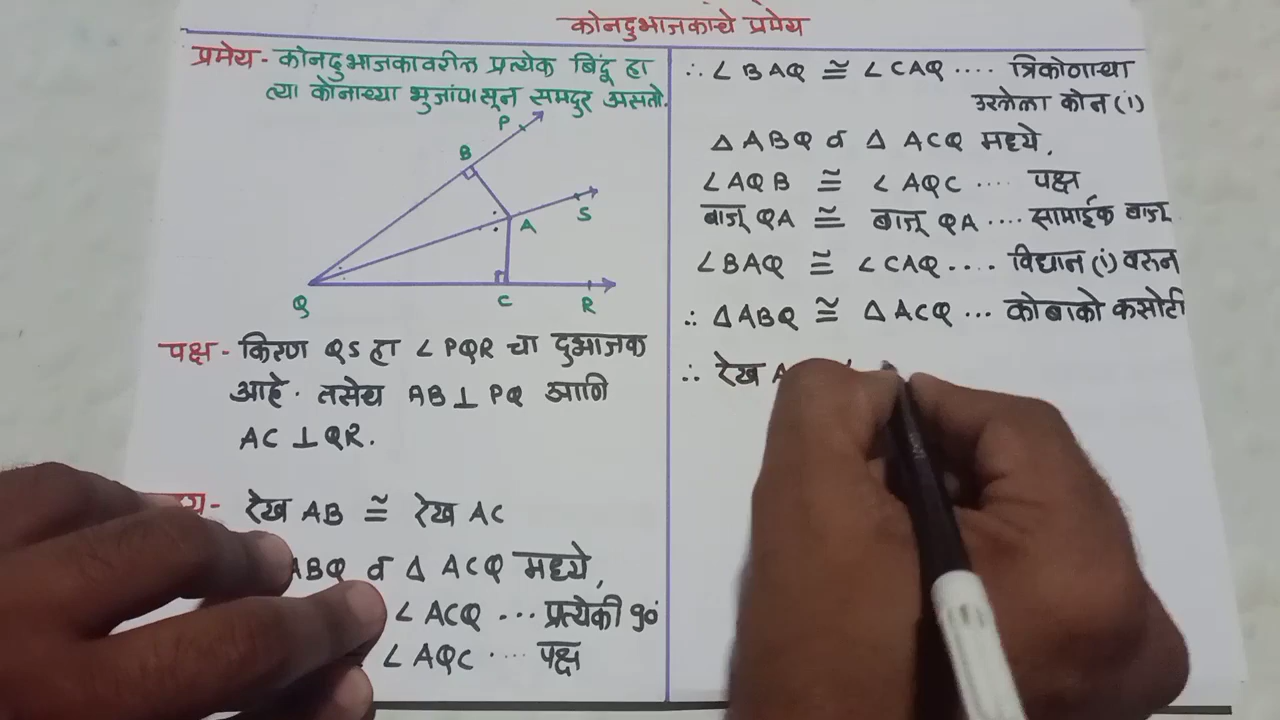 कोनदुभाजकाचे प्रमेय
प्रमेय - कोनदुभाजकावरील प्रत्येक बिंदू हा
त्या कोनाच्या भुजांपासून समदुर असतो.
P
B
S
A
Q
C
R
पक्ष - किरण QS हा ∠PQR चा दुभाजक
आहे. तसेच AB ⊥ PQ आणि
AC ⊥ QR.
रेख AB ≅ रेख AC
ABQ व Δ ACQ मध्ये,
∠ACQ ... प्रत्येकी 90°
∠AQC .... पक्ष
∴ ∠BAQ ≅ ∠CAQ .... त्रिकोणाचा
उरलेला कोन (i)
Δ ABQ व Δ ACQ मध्ये,
∠AQB ≅ ∠AQC .... पक्ष
बाजू QA ≅ बाजू QA .... सामाईक बाजू
∠BAQ ≅ ∠CAQ .... विधान (i) वरुन
∴ ΔABQ ≅ Δ ACQ ... कोबाको कसोटी
∴ रेख A